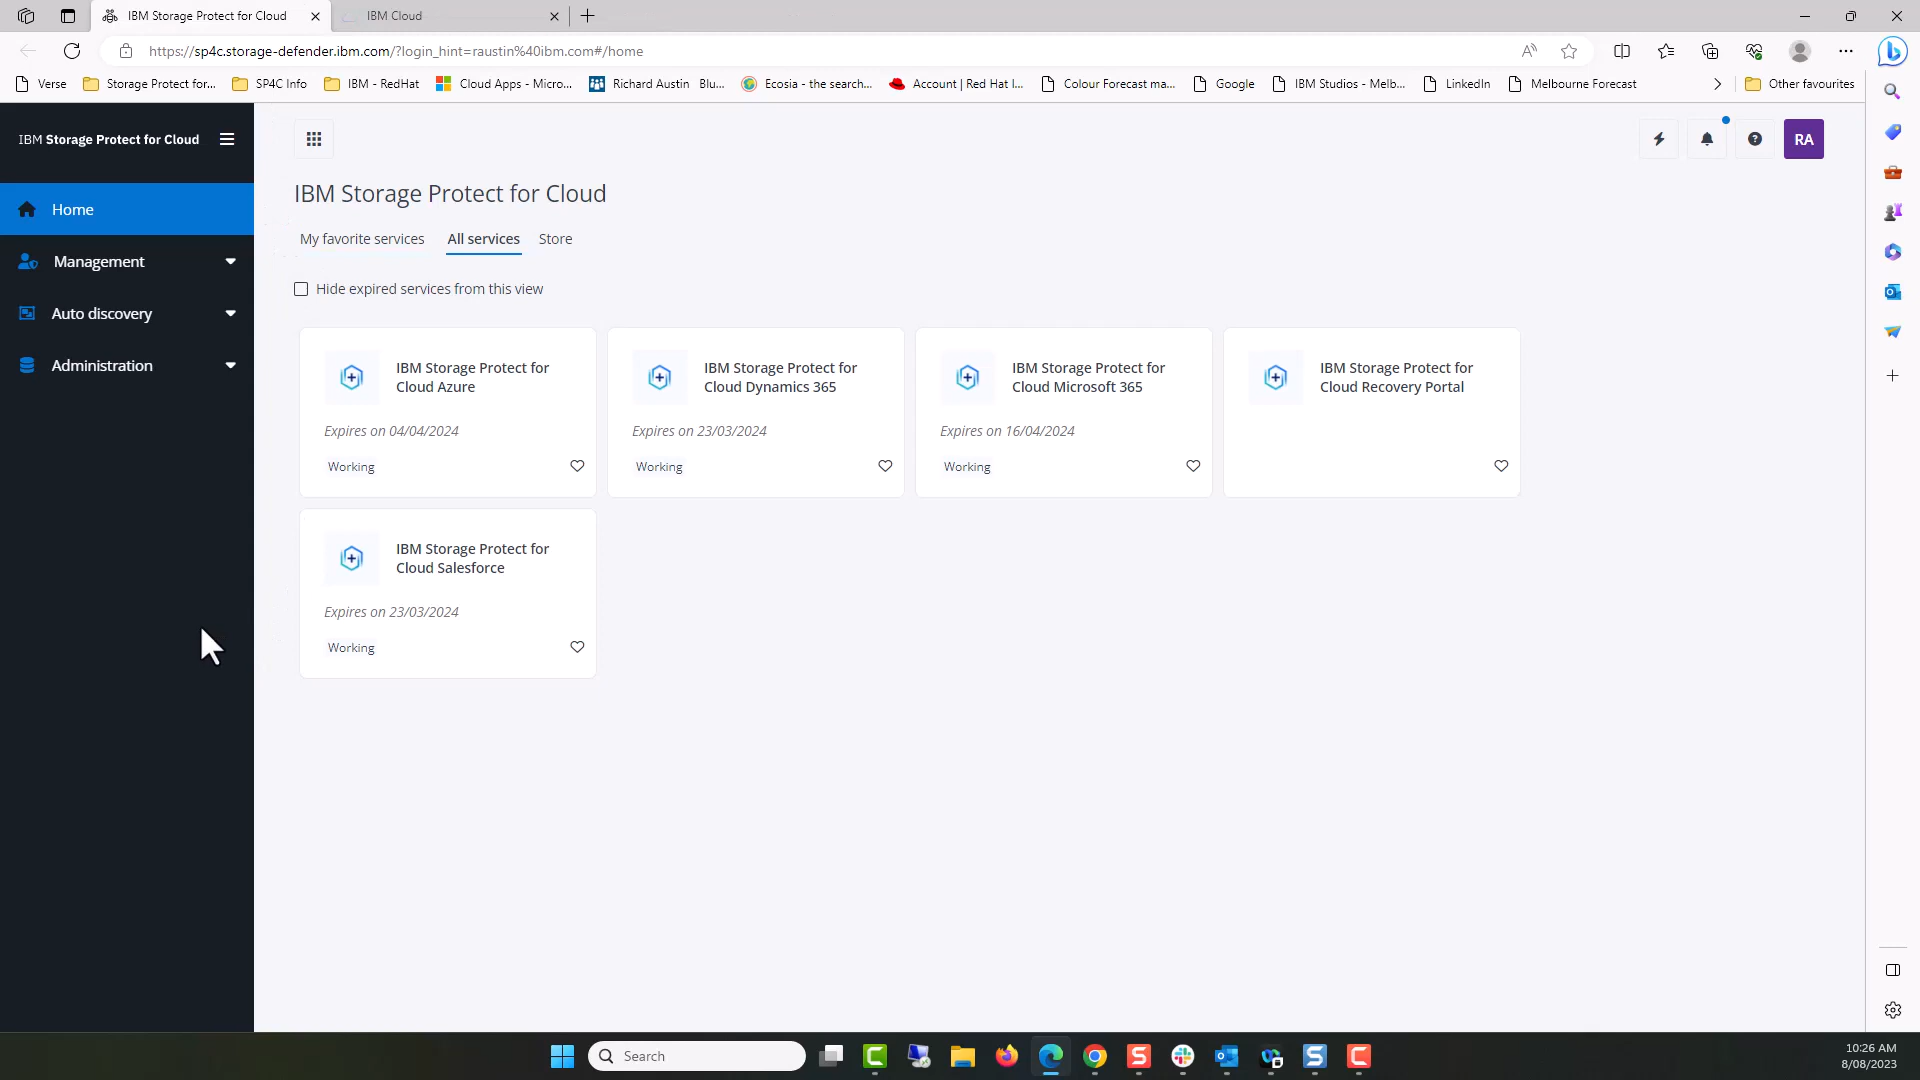 IBM Storage Protect for Cloud
IBM Cloud
https://sp4c.storage-defender.ibm.com/?login_hint=raustin%40ibm.com#/home
Verse
Storage Protect for...
SP4C Info
IBM - RedHat
Cloud Apps - Micro...
Richard Austin Blu...
Ecosia - the search...
Account | Red Hat l...
Colour Forecast ma...
Google
IBM Studios - Melb...
LinkedIn
Melbourne Forecast
Other favourites
IBM Storage Protect for Cloud
RA
Home
Management
Auto discovery
Administration
IBM Storage Protect for Cloud
My favorite services
All services
Store
Hide expired services from this view
IBM Storage Protect for
Cloud Azure
Expires on 04/04/2024
Working
IBM Storage Protect for
Cloud Dynamics 365
Expires on 23/03/2024
Working
IBM Storage Protect for
Cloud Microsoft 365
Expires on 16/04/2024
Working
IBM Storage Protect for
Cloud Recovery Portal
IBM Storage Protect for
Cloud Salesforce
Expires on 23/03/2024
Working
Search
10:26 AM
8/08/2023